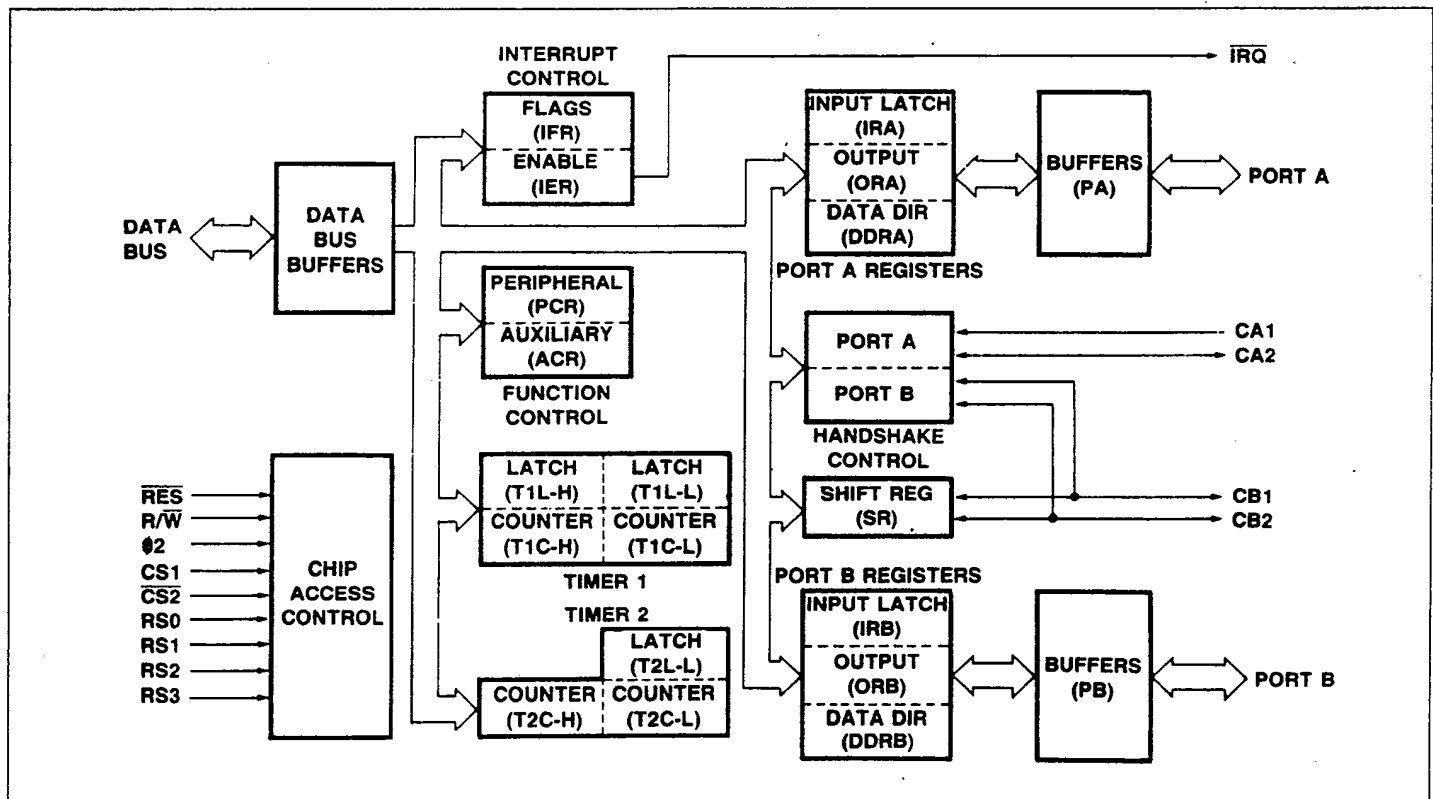 INTERRUPT
CONTROL
FLAGS
(IFR)
ENABLE
(IER)
I̅R̅Q̅
DATA
BUS
DATA
BUS
BUFFERS
PERIPHERAL
(PCR)
AUXILIARY
(ACR)
FUNCTION
CONTROL
R̅E̅S̅
R/W̅
ϕ2
CS1
C̅S̅2̅
RS0
RS1
RS2
RS3
CHIP
ACCESS
CONTROL
LATCH
(T1L-H)
LATCH
(T1L-L)
COUNTER
(T1C-H)
COUNTER
(T1C-L)
TIMER 1
TIMER 2
LATCH
(T2L-L)
COUNTER
(T2C-H)
COUNTER
(T2C-L)
INPUT LATCH
(IRA)
OUTPUT
(ORA)
DATA DIR
(DDRA)
PORT A REGISTERS
BUFFERS
(PA)
PORT A
PORT A
PORT B
HANDSHAKE
CONTROL
CA1
CA2
SHIFT REG
(SR)
CB1
CB2
PORT B REGISTERS
INPUT LATCH
(IRB)
OUTPUT
(ORB)
DATA DIR
(DDRB)
BUFFERS
(PB)
PORT B